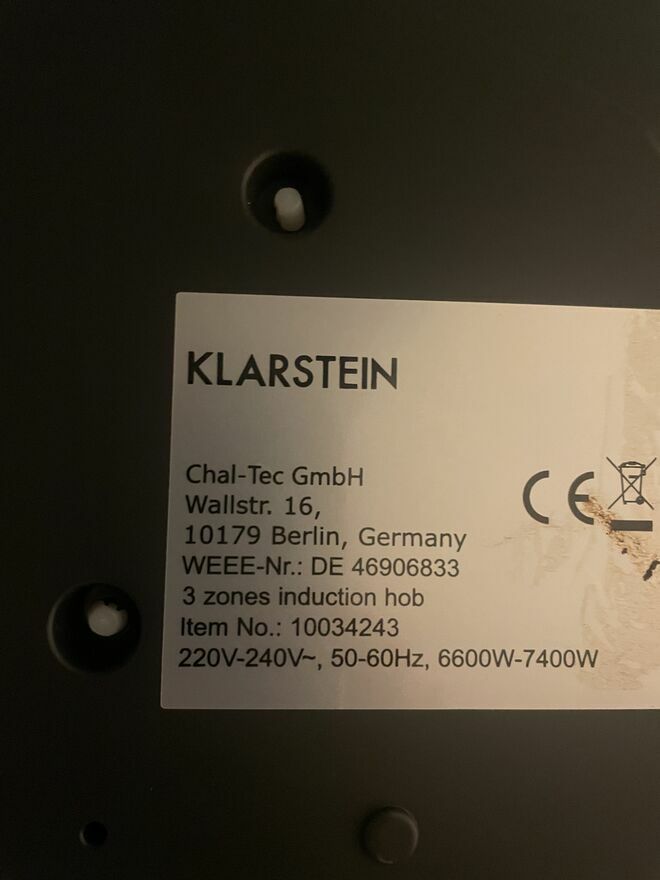 KLARSTEIN
Chal-Tec GmbH
Wallstr. 16,
10179 Berlin, Germany
WEEE-Nr.: DE 46906833
3 zones induction hob
Item No.: 10034243
220V-240V~, 50-60Hz, 6600W-7400W
CE